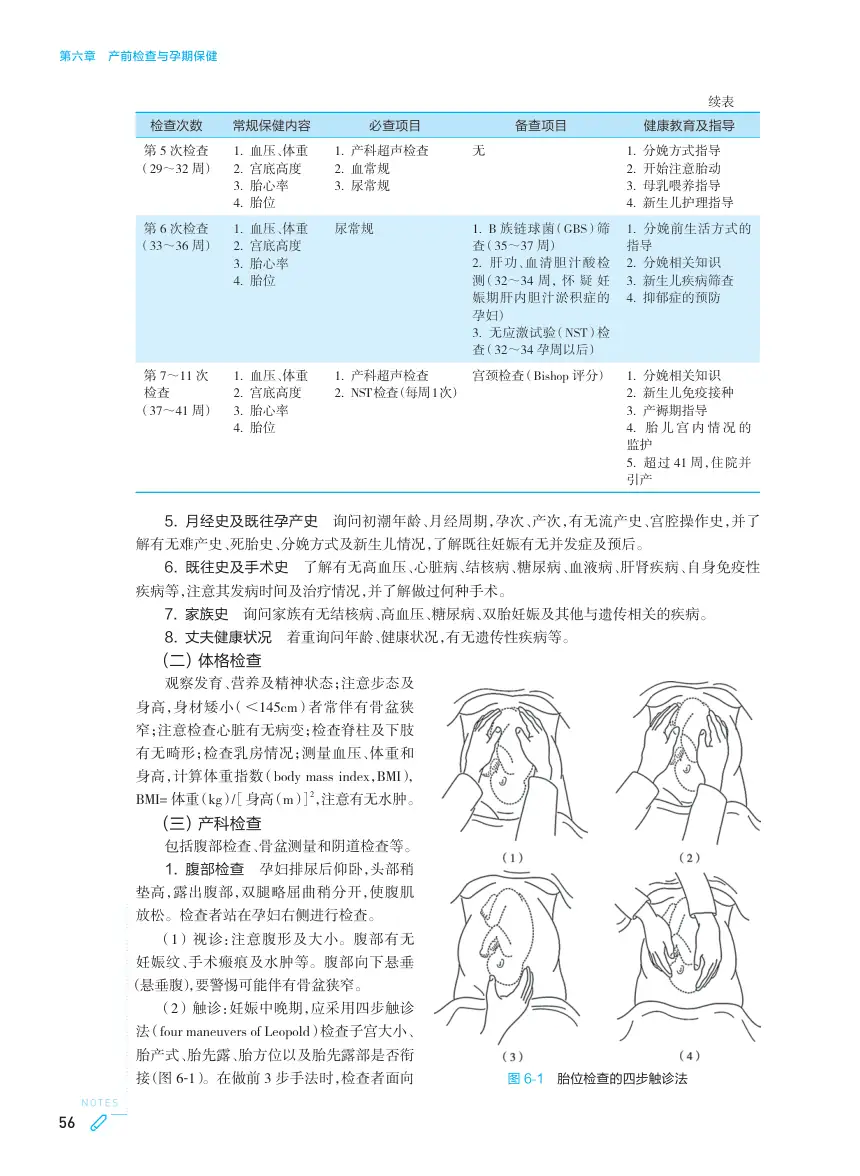 第六章 产前检查与孕期保健
续表
检查次数 常规保健内容 必查项目 备查项目 健康教育及指导
第 5 次检查
（29～32 周）
1. 血压、体重
2. 宫底高度
3. 胎心率
4. 胎位
1. 产科超声检查
2. 血常规
3. 尿常规
无
1. 分娩方式指导
2. 开始注意胎动
3. 母乳喂养指导
4. 新生儿护理指导
第 6 次检查
（33～36 周）
1. 血压、体重
2. 宫底高度
3. 胎心率
4. 胎位
尿常规
1. B 族链球菌（GBS）筛
查（35～37 周）
2. 肝功、血清胆汁酸检
测（32～34 周，怀疑妊
娠期肝内胆汁淤积症的
孕妇）
3. 无应激试验（NST）检
查（32～34 孕周以后）
1. 分娩前生活方式的
指导
2. 分娩相关知识
3. 新生儿疾病筛查
4. 抑郁症的预防
第 7～11 次
检查
（37～41 周）
1. 血压、体重
2. 宫底高度
3. 胎心率
4. 胎位
1. 产科超声检查
2. NST检查（每周1次）
宫颈检查（Bishop 评分）
1. 分娩相关知识
2. 新生儿免疫接种
3. 产褥期指导
4. 胎儿宫内情况的
监护
5. 超过 41 周，住院并
引产
5. 月经史及既往孕产史 询问初潮年龄、月经周期，孕次、产次，有无流产史、宫腔操作史，并了
解有无难产史、死胎史、分娩方式及新生儿情况，了解既往妊娠有无并发症及预后。
6. 既往史及手术史 了解有无高血压、心脏病、结核病、糖尿病、血液病、肝肾疾病、自身免疫性
疾病等，注意其发病时间及治疗情况，并了解做过何种手术。
7. 家族史 询问家族有无结核病、高血压、糖尿病、双胎妊娠及其他与遗传相关的疾病。
8. 丈夫健康状况 着重询问年龄、健康状况，有无遗传性疾病等。
（二）体格检查
观察发育、营养及精神状态；注意步态及
身高，身材矮小（＜145cm）者常伴有骨盆狭
窄；注意检查心脏有无病变；检查脊柱及下肢
有无畸形；检查乳房情况；测量血压、体重和
身高，计算体重指数（body mass index，BMI），
BMI= 体重（kg）/［身高（m）］²，注意有无水肿。
（三）产科检查
包括腹部检查、骨盆测量和阴道检查等。
1. 腹部检查 孕妇排尿后仰卧，头部稍
垫高，露出腹部，双腿略屈曲稍分开，使腹肌
放松。检查者站在孕妇右侧进行检查。
（1）视诊：注意腹形及大小。腹部有无
妊娠纹、手术瘢痕及水肿等。腹部向下悬垂
（悬垂腹），要警惕可能伴有骨盆狭窄。
（2）触诊：妊娠中晚期，应采用四步触诊
法（four maneuvers of Leopold）检查子宫大小、
胎产式、胎先露、胎方位以及胎先露部是否衔
接（图 6-1）。在做前 3 步手法时，检查者面向
（1）
（2）
（3）
（4）
图 6-1 胎位检查的四步触诊法
NOTES
56